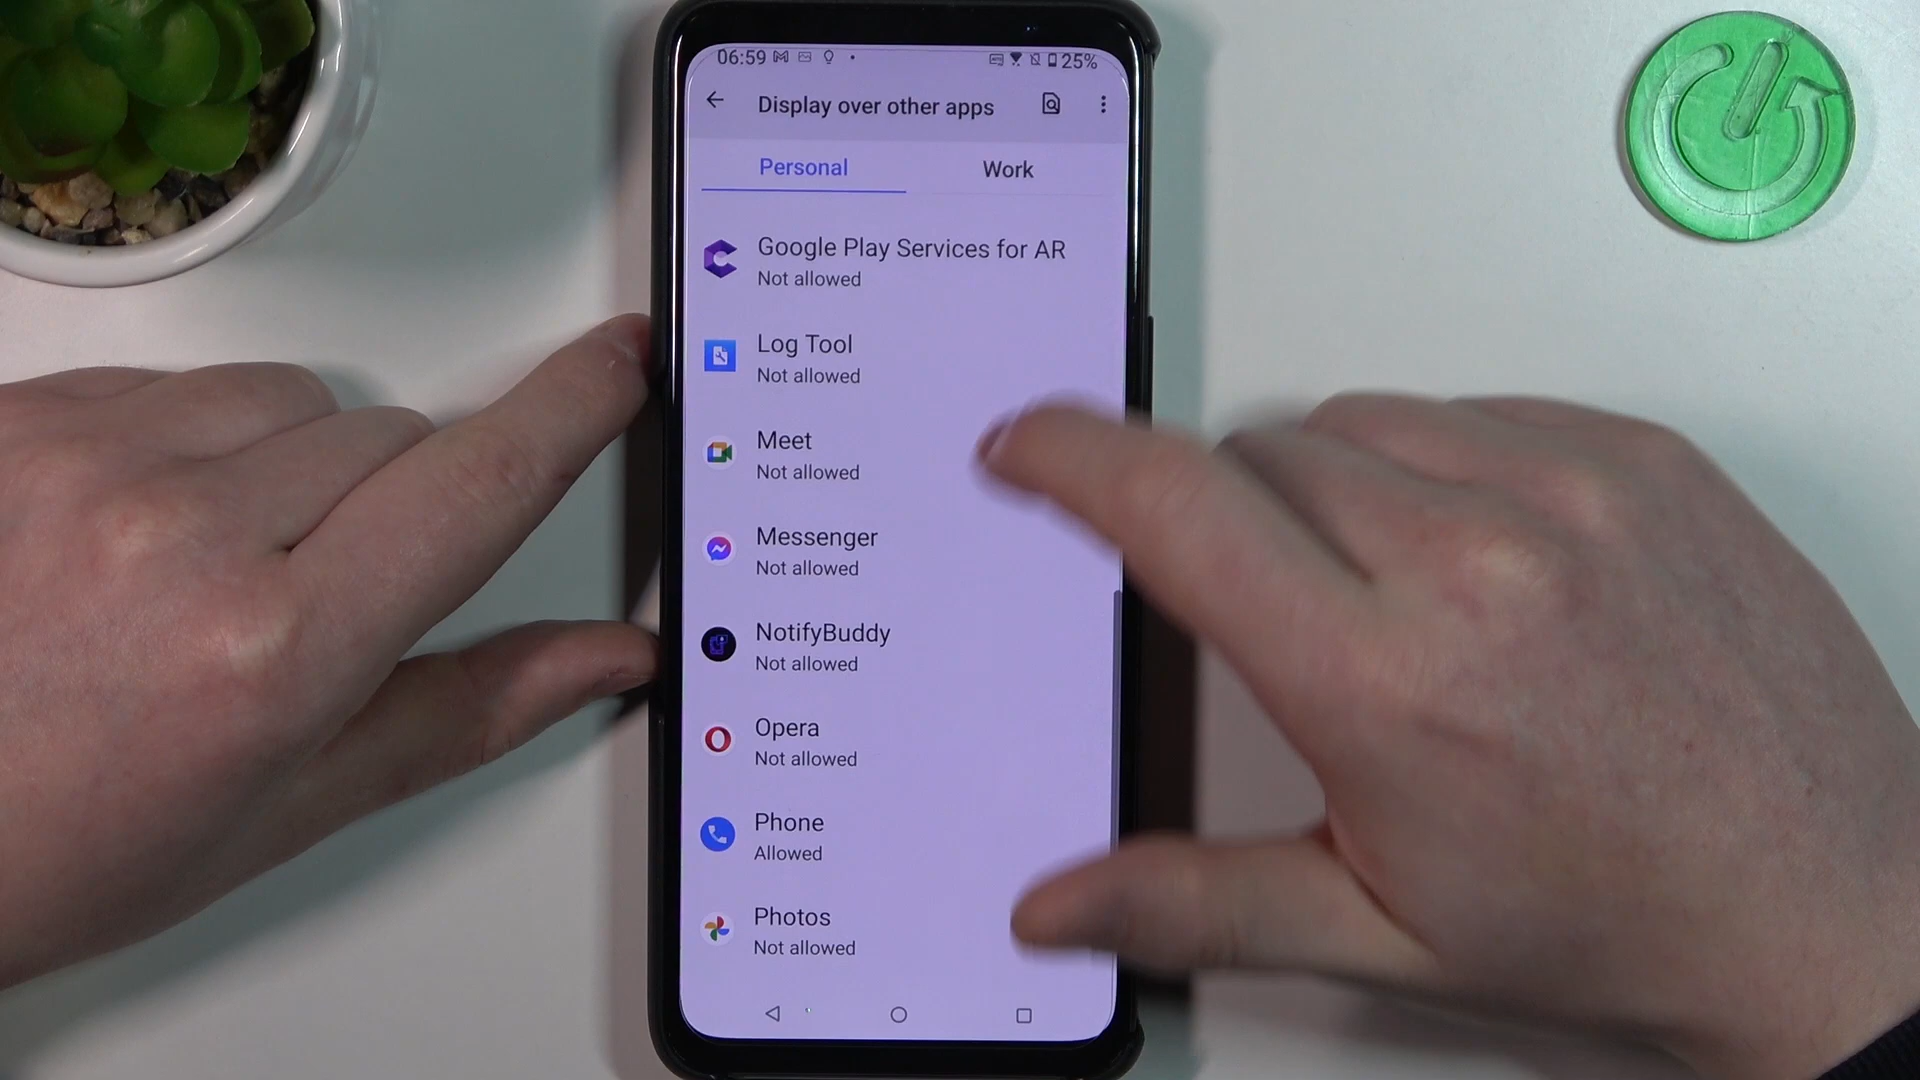 06:59
25%
Display over other apps
Personal
Work
Google Play Services for AR
Not allowed
Log Tool
Not allowed
Meet
Not allowed
Messenger
Not allowed
NotifyBuddy
Not allowed
Opera
Not allowed
Phone
Allowed
Photos
Not allowed